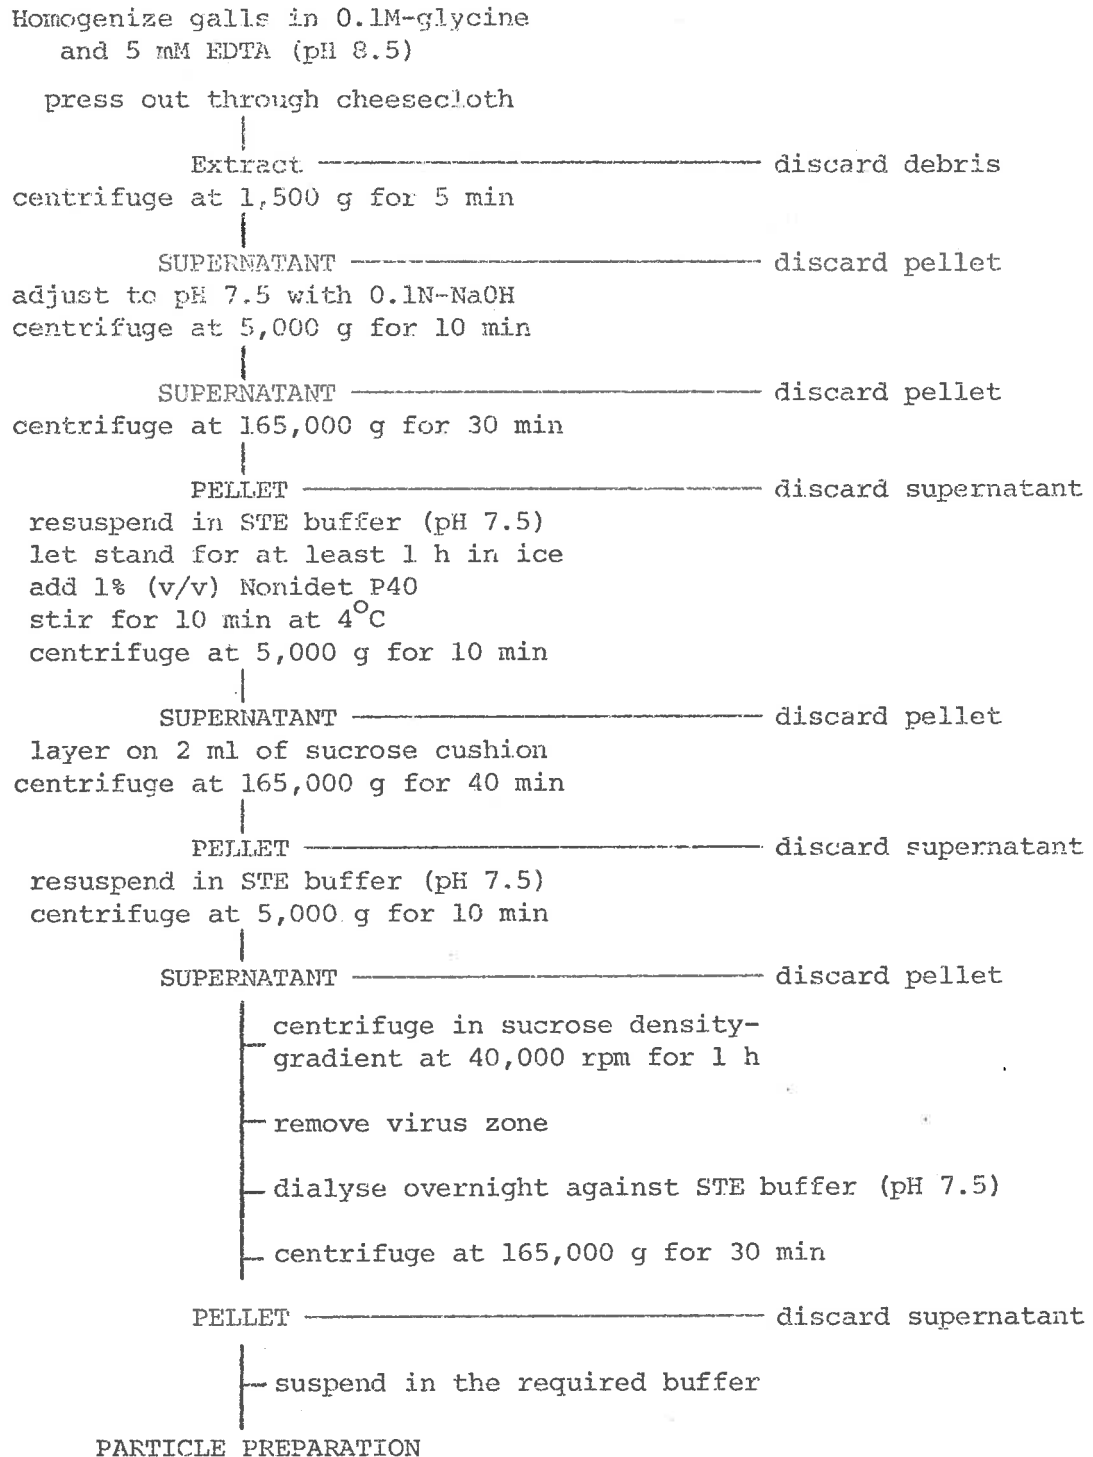 Homogenize galls in 0.1M-glycine
and 5 mM EDTA (pH 8.5)
press out through cheesecloth
Extract discard debris
centrifuge at 1,500 g for 5 min
SUPERNATANT discard pellet
adjust to pH 7.5 with 0.1N-NaOH
centrifuge at 5,000 g for 10 min
SUPERNATANT discard pellet
centrifuge at 165,000 g for 30 min
PELLET discard supernatant
resuspend in STE buffer (pH 7.5)
let stand for at least 1 h in ice
add 1% (v/v) Nonidet P40
stir for 10 min at 4°C
centrifuge at 5,000 g for 10 min
SUPERNATANT discard pellet
layer on 2 ml of sucrose cushion
centrifuge at 165,000 g for 40 min
PELLET discard supernatant
resuspend in STE buffer (pH 7.5)
centrifuge at 5,000 g for 10 min
SUPERNATANT discard pellet
centrifuge in sucrose density-
gradient at 40,000 rpm for 1 h
remove virus zone
dialyse overnight against STE buffer (pH 7.5)
centrifuge at 165,000 g for 30 min
PELLET discard supernatant
suspend in the required buffer
PARTICLE PREPARATION